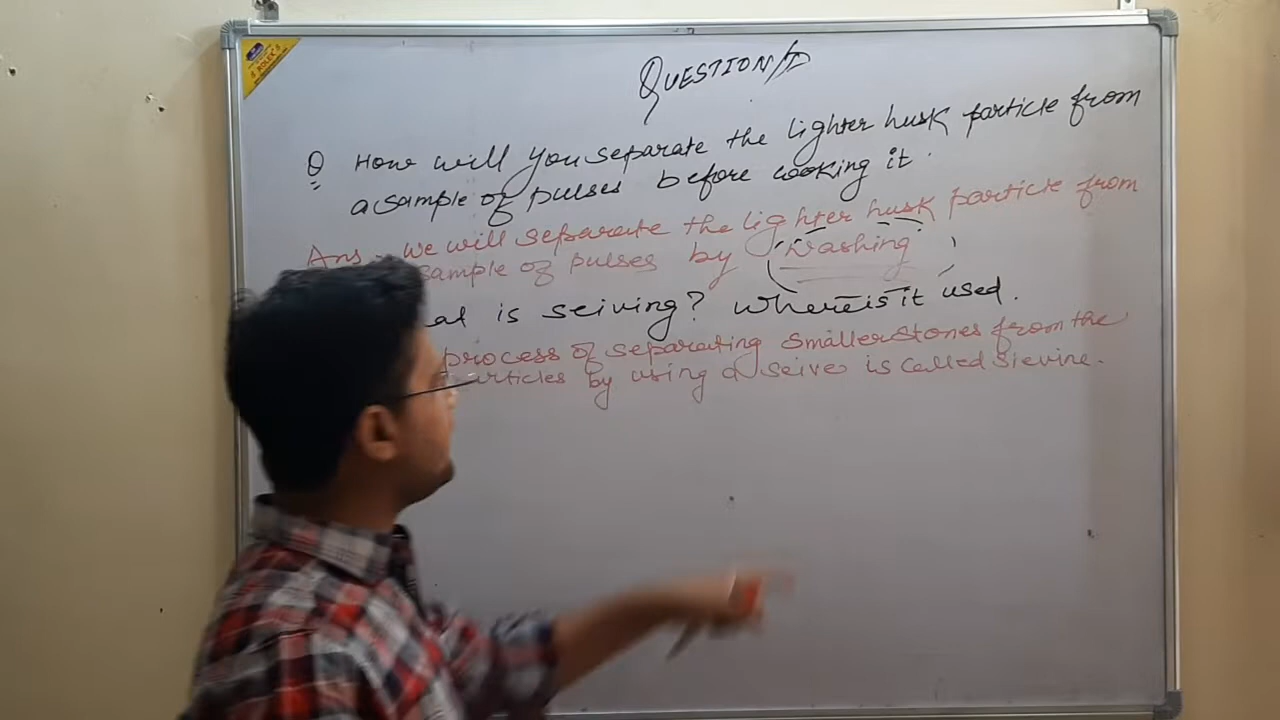 QUESTION
Q How will you separate the lighter husk particle from
a sample of pulses before cooking it.
Ans - we will separate the lighter husk particle from
sample of pulses by washing
is seiving? Where is it used.
process of separating smaller stones from the
articles by using a seive is called Sievine.